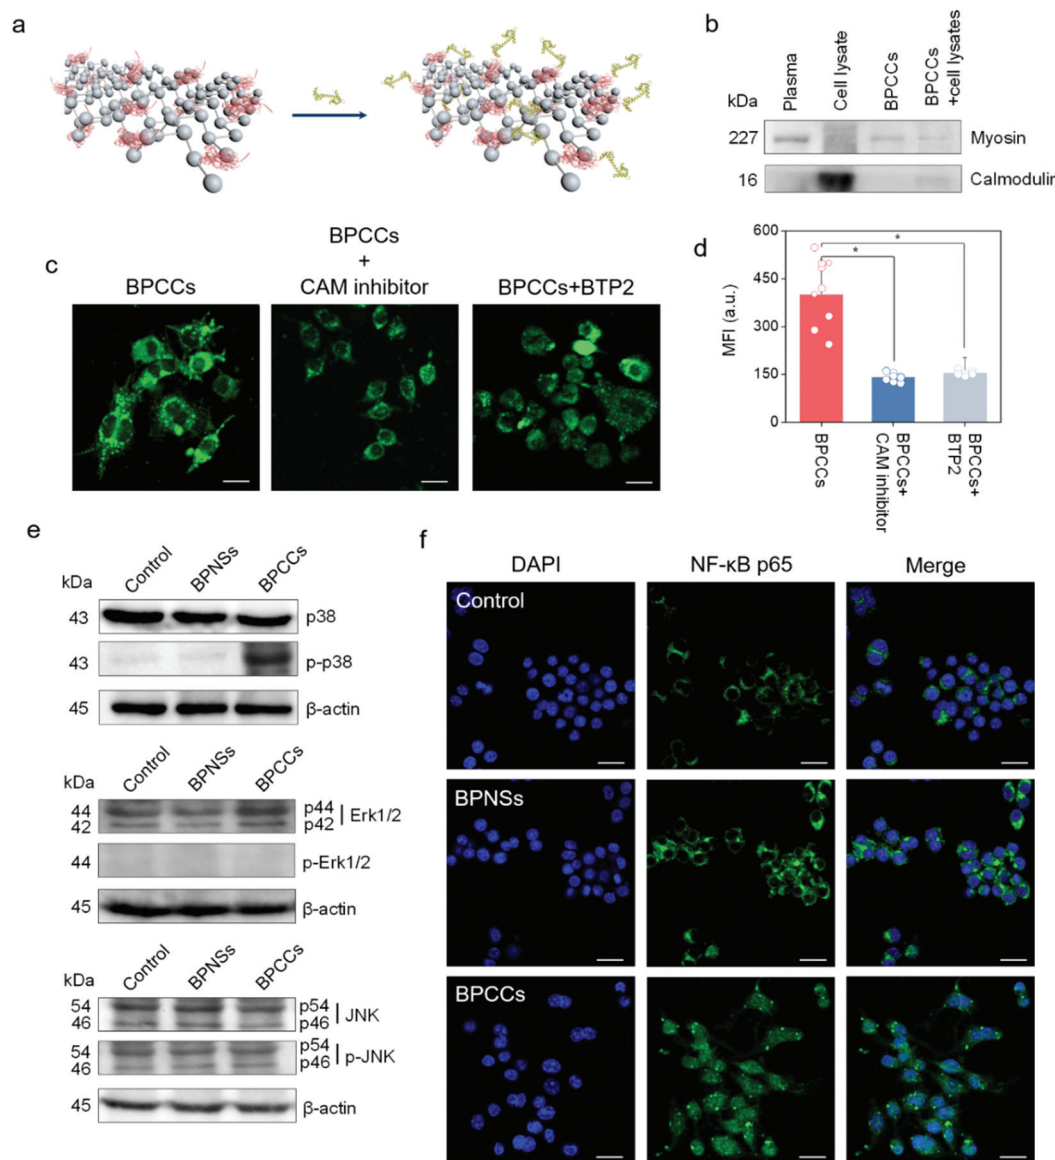 a
b
kDa
Plasma
Cell lysate
BPCCs
BPCCs
+cell lysates
227
Myosin
16
Calmodulin
c
BPCCs
BPCCs
+
CAM inhibitor
BPCCs+BTP2
d
MFI (a.u.)
600
450
300
150
0
*
*
BPCCs
BPCCs+
CAM inhibitor
BPCCs+
BTP2
e
kDa
Control
BPNSs
BPCCs
43
p38
43
p-p38
45
β-actin
kDa
Control
BPNSs
BPCCs
44
42
p44
p42
Erk1/2
44
p-Erk1/2
45
β-actin
kDa
Control
BPNSs
BPCCs
54
46
p54
p46
JNK
54
46
p54
p46
p-JNK
45
β-actin
f
DAPI
NF-κB p65
Merge
Control
BPNSs
BPCCs